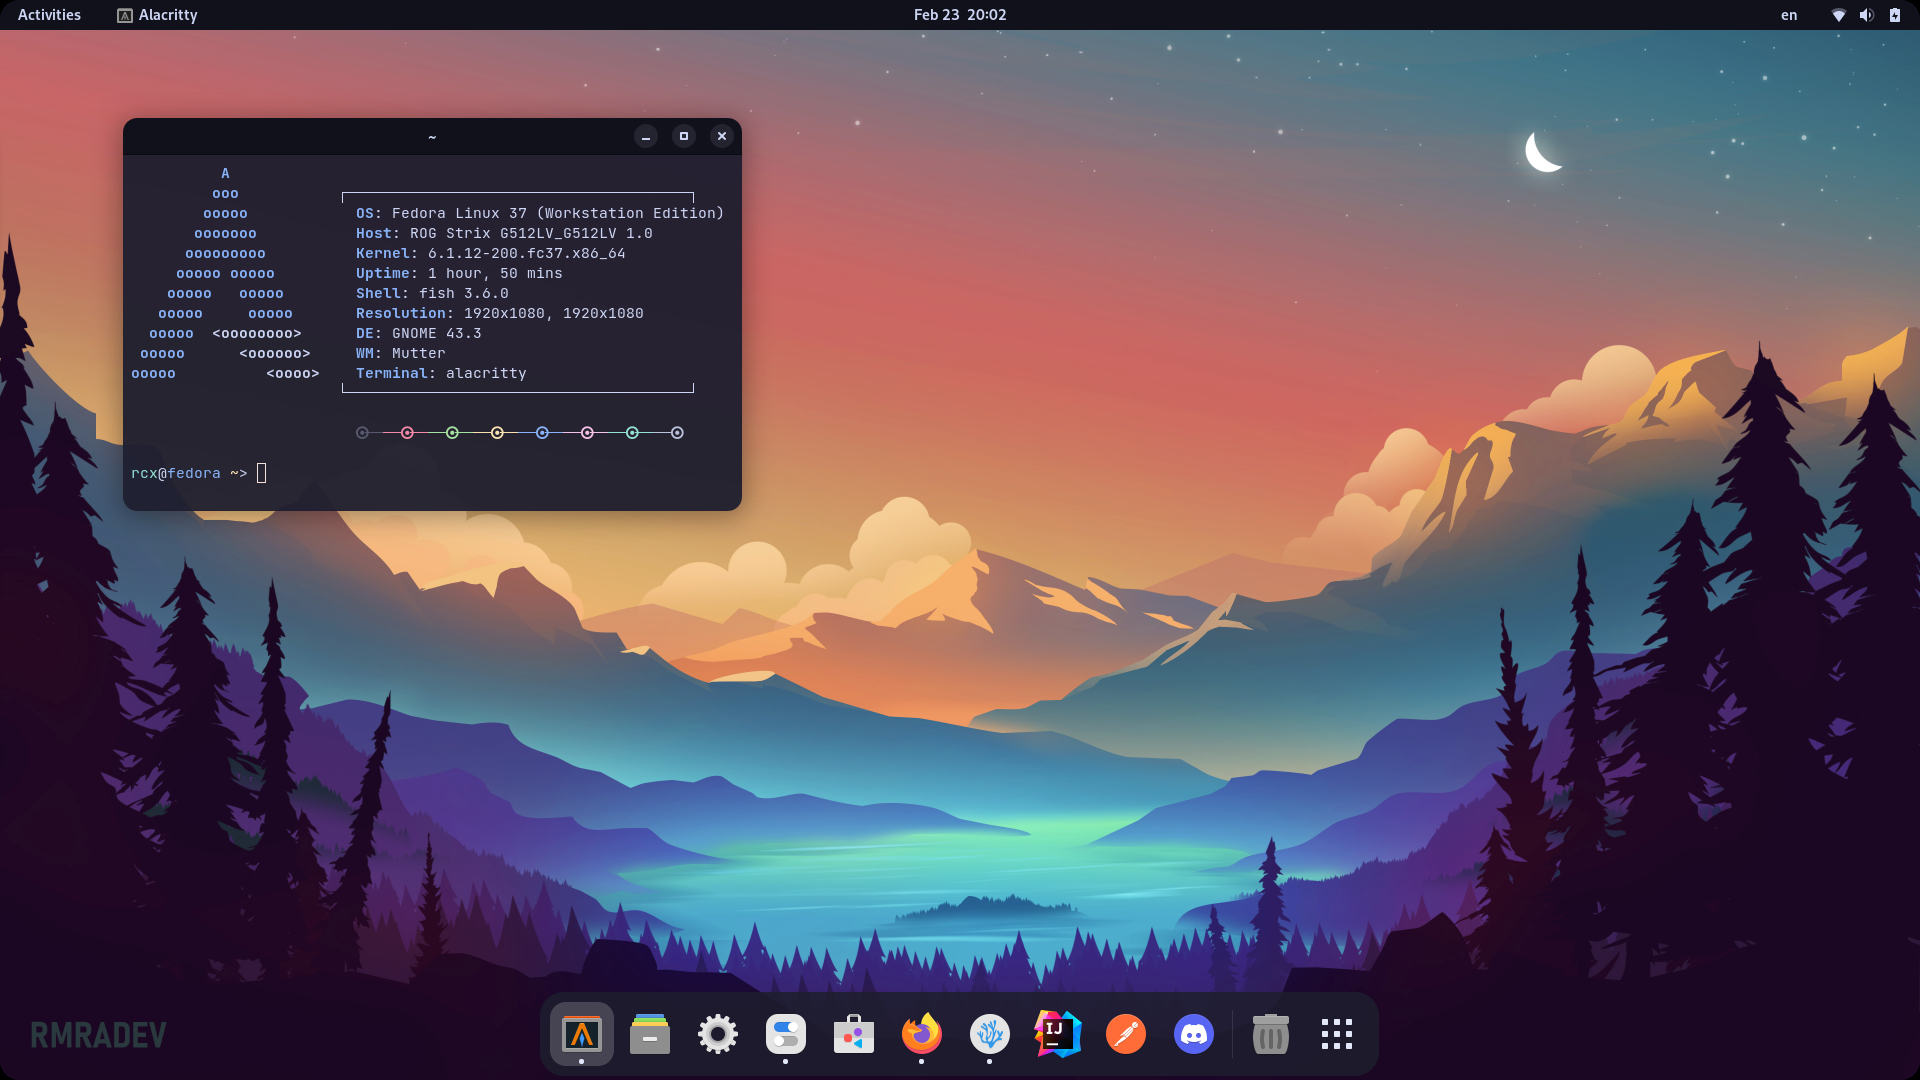 Activities
Alacritty
Feb 23 20:02
en
~
A
ooo
ooooo
OS: Fedora Linux 37 (Workstation Edition)
ooooooo
Host: ROG Strix G512LV_G512LV 1.0
ooooooooo
Kernel: 6.1.12-200.fc37.x86_64
ooooo ooooo
Uptime: 1 hour, 50 mins
ooooo   ooooo
Shell: fish 3.6.0
ooooo     ooooo
Resolution: 1920x1080, 1920x1080
ooooo  <oooooooo>
DE: GNOME 43.3
ooooo      <oooooo>
WM: Mutter
ooooo          <oooo>
Terminal: alacritty
rcx@fedora ~>
RMRADEV
IJ